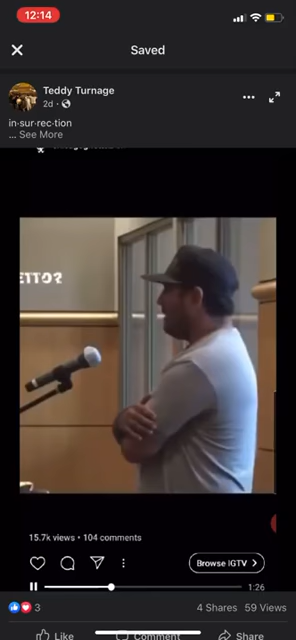 12:14
Saved
Teddy Turnage
2d
in·sur·rec·tion
... See More
15.7k views • 104 comments
Browse IGTV >
1:26
3
4 Shares 59 Views
Like Comment Share